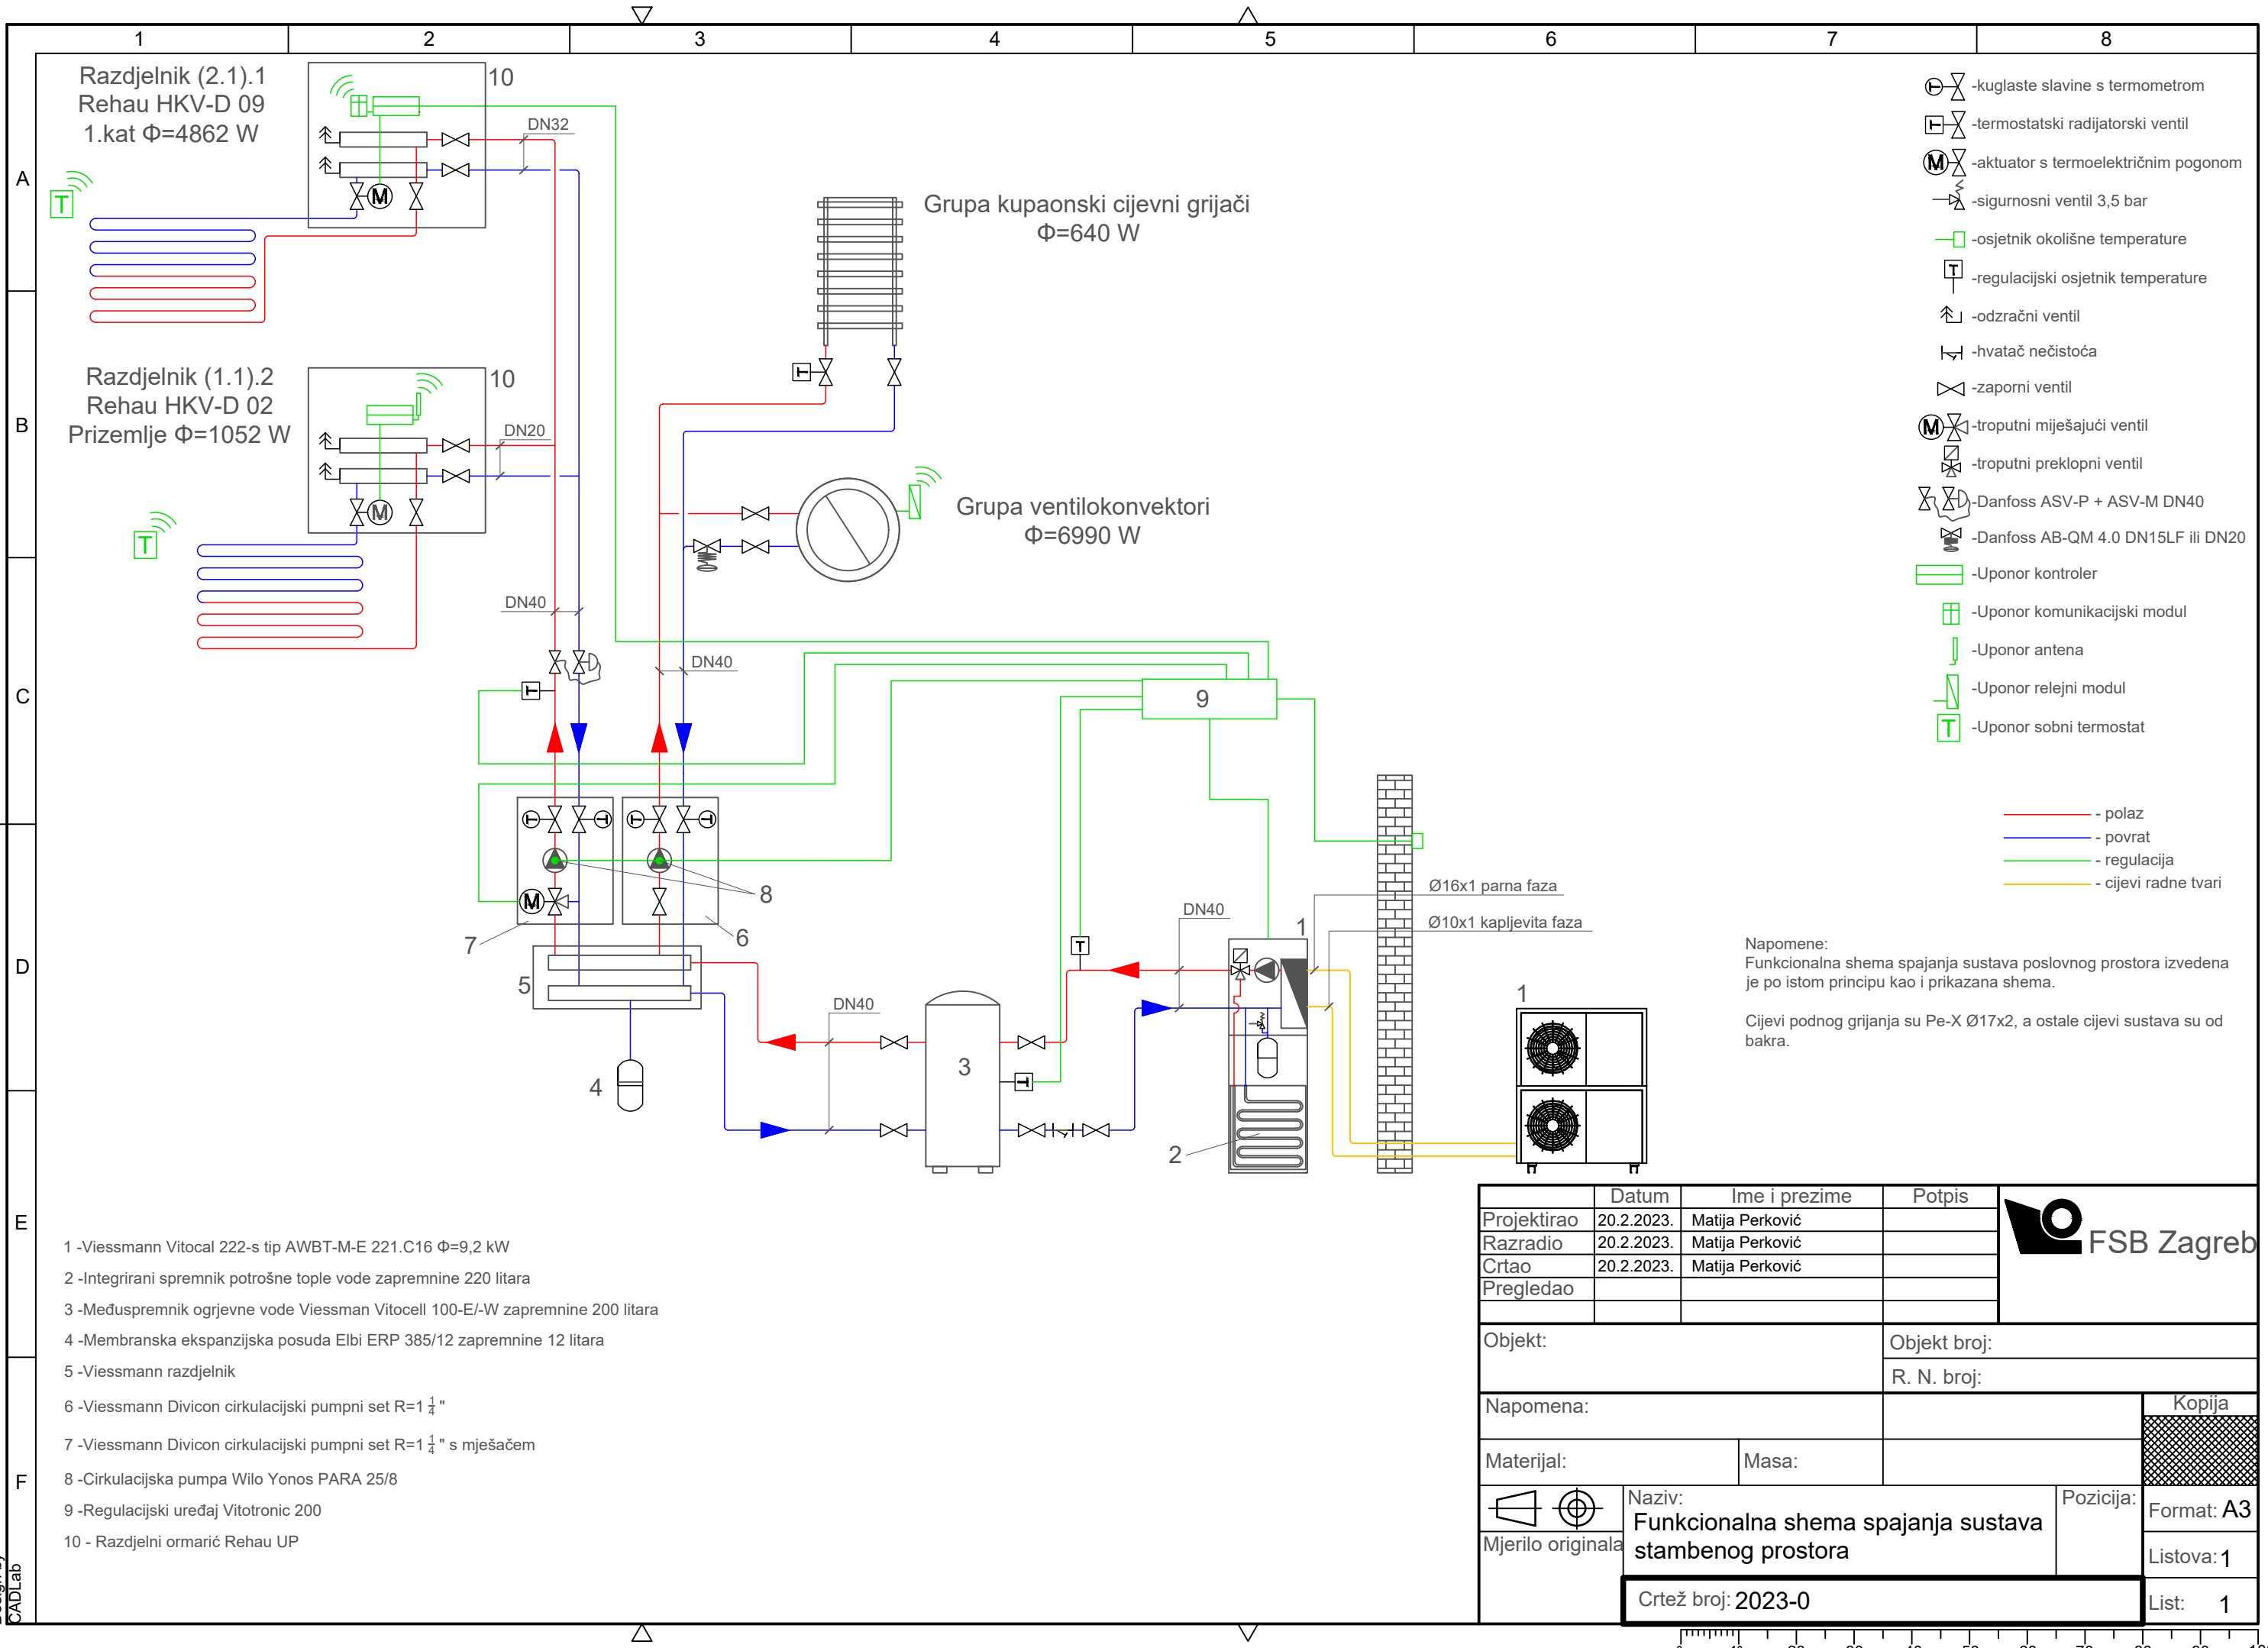 1 2 3 4 5 6 7 8
A
B
C
D
E
F
Razdjelnik (2.1).1
Rehau HKV-D 09
1.kat Φ=4862 W
10
DN32
T
M
Razdjelnik (1.1).2
Rehau HKV-D 02
Prizemlje Φ=1052 W
10
DN20
T
M
DN40
Grupa kupaonski cijevni grijači
Φ=640 W
T
Grupa ventilokonvektori
Φ=6990 W
DN40
T
9
T T T T
M
8
7
6
5
4
DN40
3
T
T
DN40
1
2
Ø16x1 parna faza
Ø10x1 kapljevita faza
1
T -kuglaste slavine s termometrom
T -termostatski radijatorski ventil
M -aktuator s termoelektričnim pogonom
-sigurnosni ventil 3,5 bar
-osjetnik okolišne temperature
T -regulacijski osjetnik temperature
-odzračni ventil
-hvatač nečistoća
-zaporni ventil
M -troputni miješajući ventil
-troputni preklopni ventil
-Danfoss ASV-P + ASV-M DN40
-Danfoss AB-QM 4.0 DN15LF ili DN20
-Uponor kontroler
-Uponor komunikacijski modul
-Uponor antena
-Uponor relejni modul
T -Uponor sobni termostat
- polaz
- povrat
- regulacija
- cijevi radne tvari
Napomene:
Funkcionalna shema spajanja sustava poslovnog prostora izvedena
je po istom principu kao i prikazana shema.
Cijevi podnog grijanja su Pe-X Ø17x2, a ostale cijevi sustava su od
bakra.
1 -Viessmann Vitocal 222-s tip AWBT-M-E 221.C16 Φ=9,2 kW
2 -Integrirani spremnik potrošne tople vode zapremnine 220 litara
3 -Međuspremnik ogrjevne vode Viessman Vitocell 100-E/-W zapremnine 200 litara
4 -Membranska ekspanzijska posuda Elbi ERP 385/12 zapremnine 12 litara
5 -Viessmann razdjelnik
6 -Viessmann Divicon cirkulacijski pumpni set R=1 1/4 "
7 -Viessmann Divicon cirkulacijski pumpni set R=1 1/4 " s mješačem
8 -Cirkulacijska pumpa Wilo Yonos PARA 25/8
9 -Regulacijski uređaj Vitotronic 200
10 - Razdjelni ormarić Rehau UP
CADLab
Datum Ime i prezime Potpis
Projektirao 20.2.2023. Matija Perković
Razradio 20.2.2023. Matija Perković
Crtao 20.2.2023. Matija Perković
Pregledao
FSB Zagreb
Objekt:
Objekt broj:
R. N. broj:
Napomena:
Kopija
Materijal:
Masa:
Naziv:
Funkcionalna shema spajanja sustava
stambenog prostora
Pozicija:
Format: A3
Mjerilo originala
Listova: 1
Crtež broj: 2023-0
List: 1